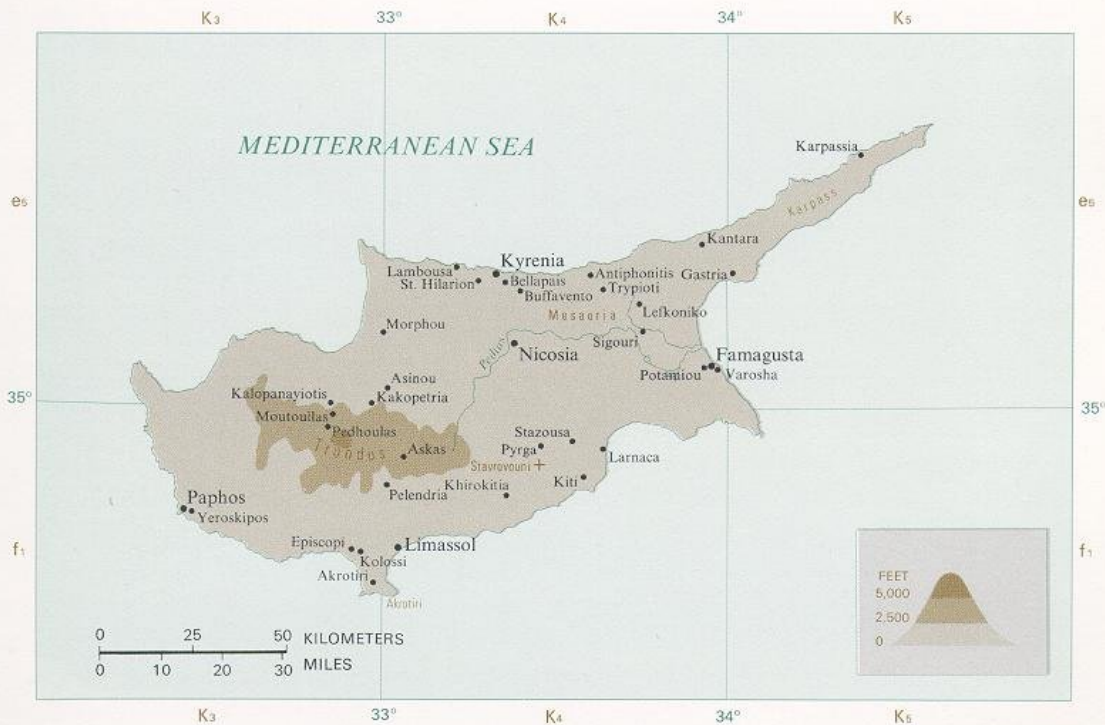 K3 33° K4 34° K5
MEDITERRANEAN SEA
Karpassia
e5 e5
Karpass
Kantara
Kyrenia
Lambousa Antiphonitis Gastria
St. Hilarion Bellapais
Buffavento Trypioti
Mesaoria Lefkoniko
Morphou
Pedios Sigouri
Nicosia Famagusta
Potamiou Varosha
Asinou
35° Kalopanayiotis Kakopetria 35°
Moutoullas
Pedhoulas Stazousa
Troodos Askas Pyrga Larnaca
Stavrovouni
Khirokitia Kiti
Paphos Pelendria
Yeroskipos
Episcopi Limassol
f1 Kolossi f1
Akrotiri
Akrotiri
FEET
5,000
2,500
0
0 25 50 KILOMETERS
0 10 20 30 MILES
K3 33° K4 34° K5